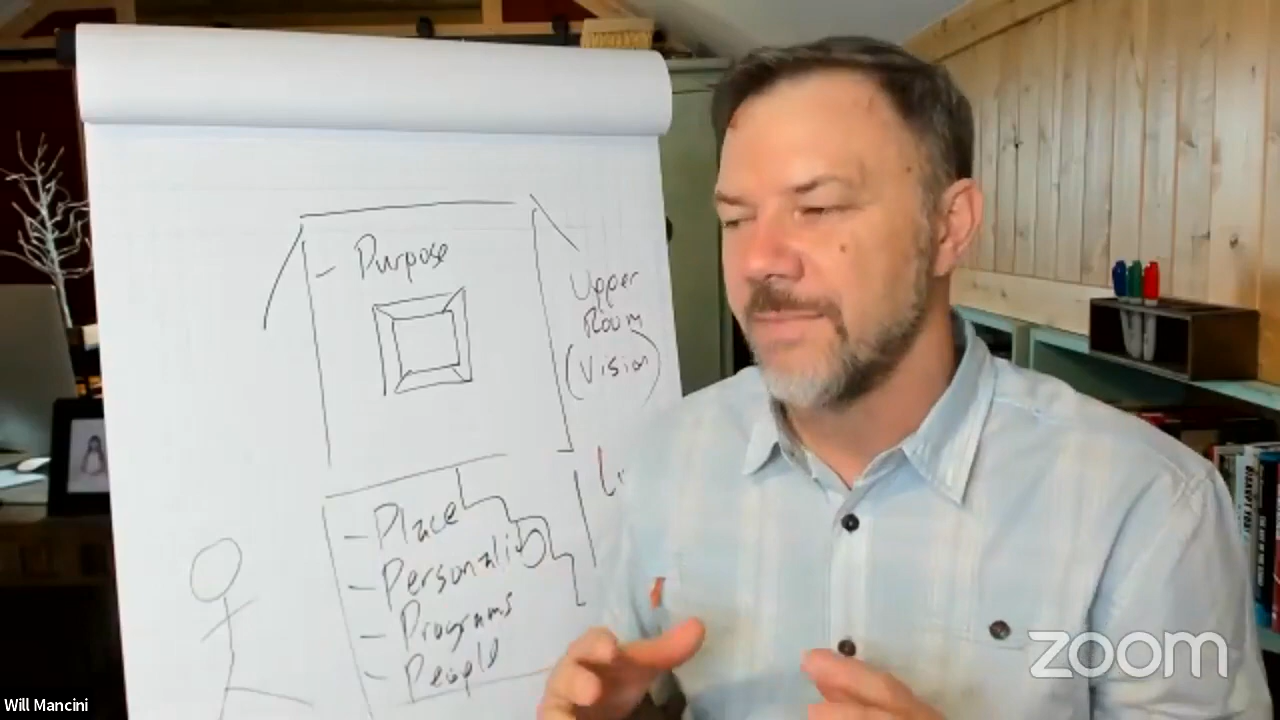 - Purpose
Upper
Room
(Vision)
- Place
- Personality
- Programs
- People
zoom
Will Mancini